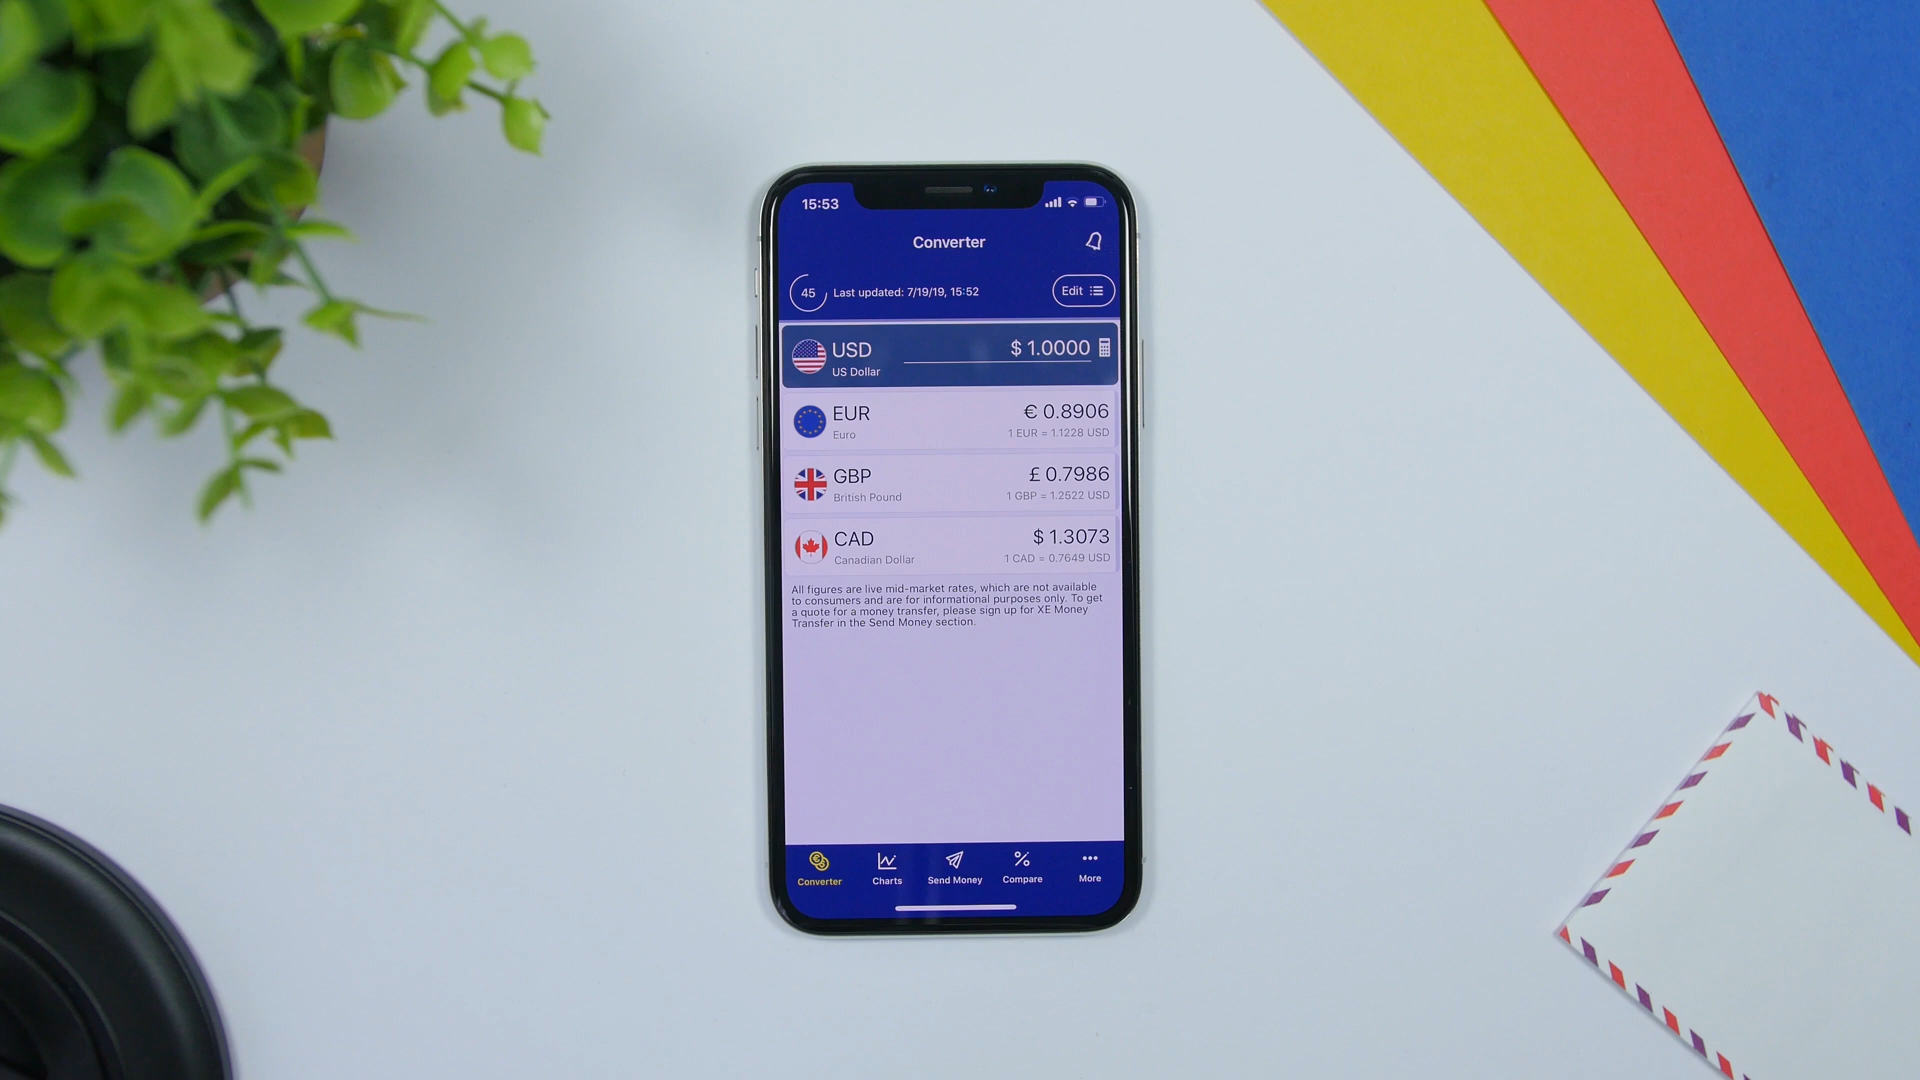 15:53
Converter
45 Last updated: 7/19/19, 15:52 Edit
USD $ 1.0000
US Dollar
EUR € 0.8906
Euro 1 EUR = 1.1228 USD
GBP £ 0.7986
British Pound 1 GBP = 1.2522 USD
CAD $ 1.3073
Canadian Dollar 1 CAD = 0.7649 USD
All figures are live mid-market rates, which are not available
to consumers and are for informational purposes only. To get
a quote for a money transfer, please sign up for XE Money
Transfer in the Send Money section.
Converter Charts Send Money Compare More